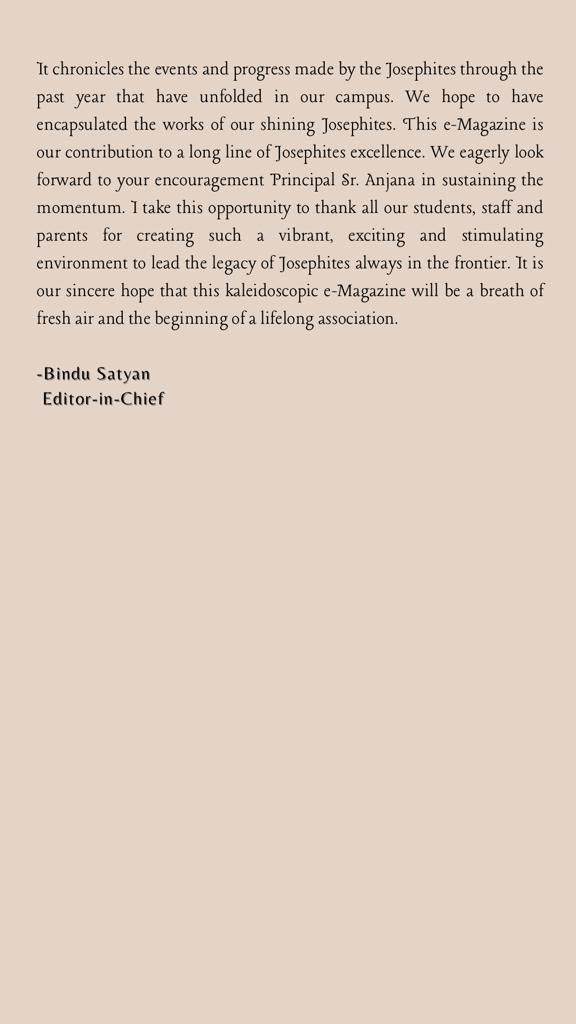 It chronicles the events and progress made by the Josephites through the
past year that have unfolded in our campus. We hope to have
encapsulated the works of our shining Josephites. This e-Magazine is
our contribution to a long line of Josephites excellence. We eagerly look
forward to your encouragement Principal Sr. Anjana in sustaining the
momentum. I take this opportunity to thank all our students, staff and
parents for creating such a vibrant, exciting and stimulating
environment to lead the legacy of Josephites always in the frontier. It is
our sincere hope that this kaleidoscopic e-Magazine will be a breath of
fresh air and the beginning of a lifelong association.
-Bindu Satyan
Editor-in-Chief